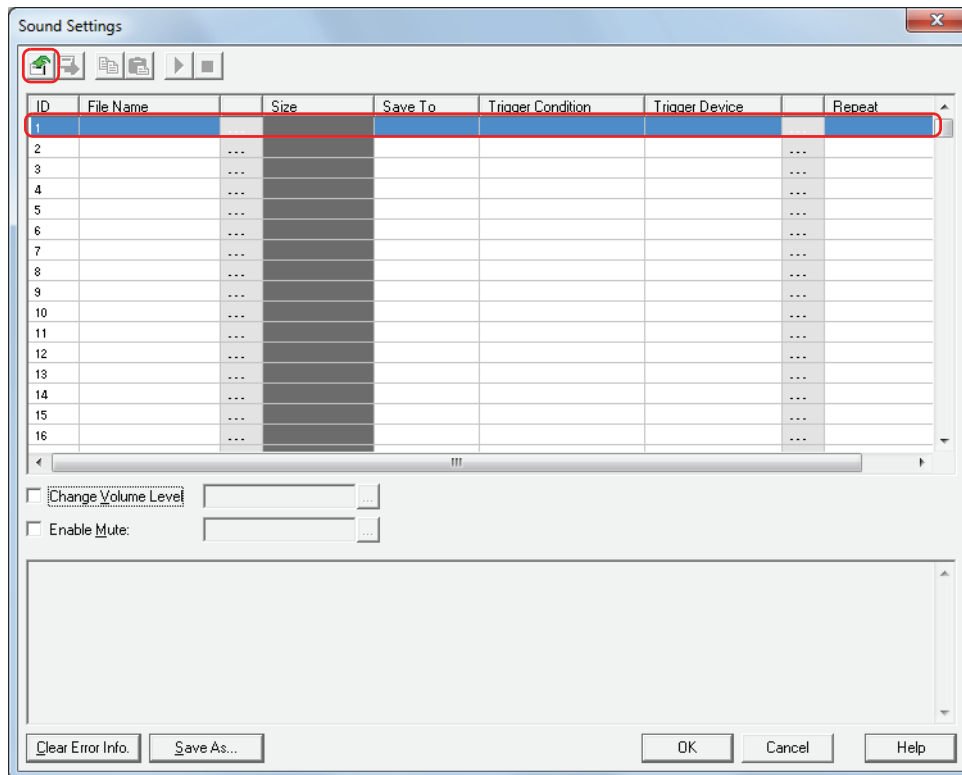 Sound Settings
ID File Name Size Save To Trigger Condition Trigger Device Repeat
1 ... ...
2 ... ...
3 ... ...
4 ... ...
5 ... ...
6 ... ...
7 ... ...
8 ... ...
9 ... ...
10 ... ...
11 ... ...
12 ... ...
13 ... ...
14 ... ...
15 ... ...
16 ... ...
Change Volume Level ...
Enable Mute: ...
Clear Error Info. Save As... OK Cancel Help